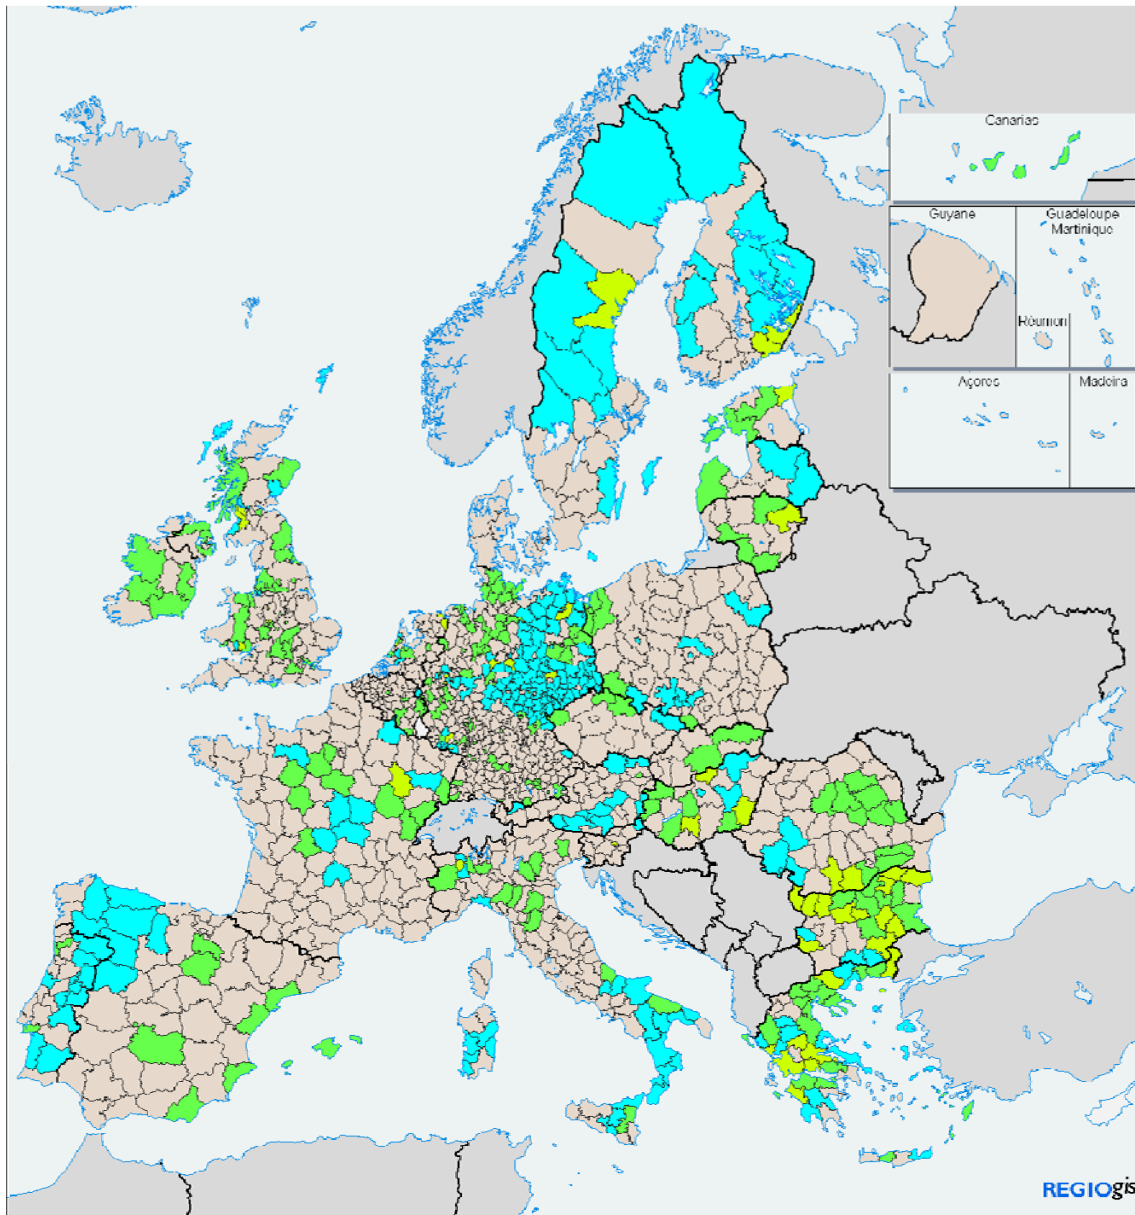 Canarias
Guyane
Guadeloupe
Martinique
Réunion
Açores
Madeira
REGIOgis